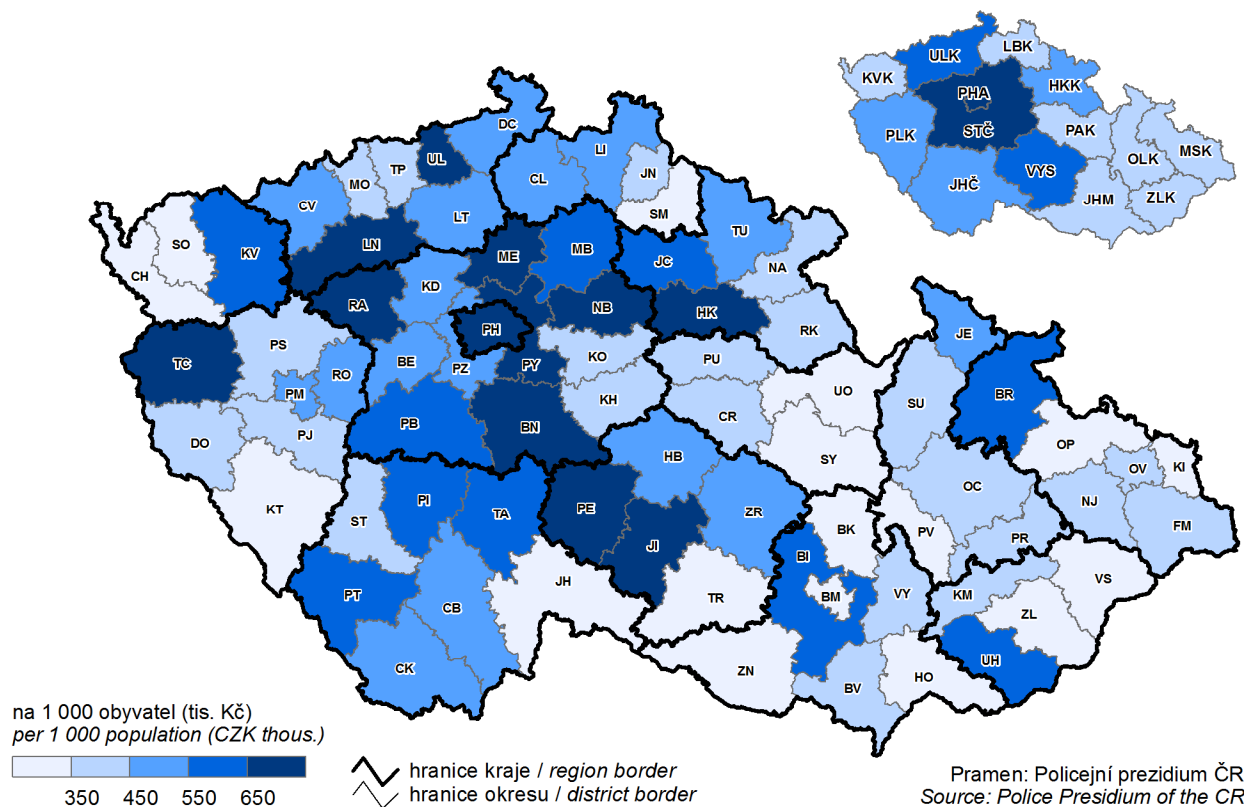 LBK
ULK
KVK
HKK
PHA
PLK
STČ
PAK
MSK
OLK
VYS
JHČ
ZLK
JHM
DC
UL
LI
TP
JN
MO
CL
CV
SM
LT
SO
TU
LN
MB
KV
ME
JC
NA
CH
KD
RA
NB
HK
PH
RK
JE
PS
KO
PU
TC
BE
PY
PZ
RO
UO
BR
PM
KH
SU
CR
PB
BN
PJ
DO
OP
HB
SY
KI
OV
OC
PI
NJ
KT
PE
TA
ZR
ST
BK
FM
PV
PR
JI
BI
VS
JH
PT
TR
BM
VY
KM
CB
ZL
UH
CK
ZN
HO
BV
na 1 000 obyvatel (tis. Kč)
per 1 000 population (CZK thous.)
350 450 550 650
hranice kraje / region border
hranice okresu / district border
Pramen: Policejní prezidium ČR
Source: Police Presidium of the CR